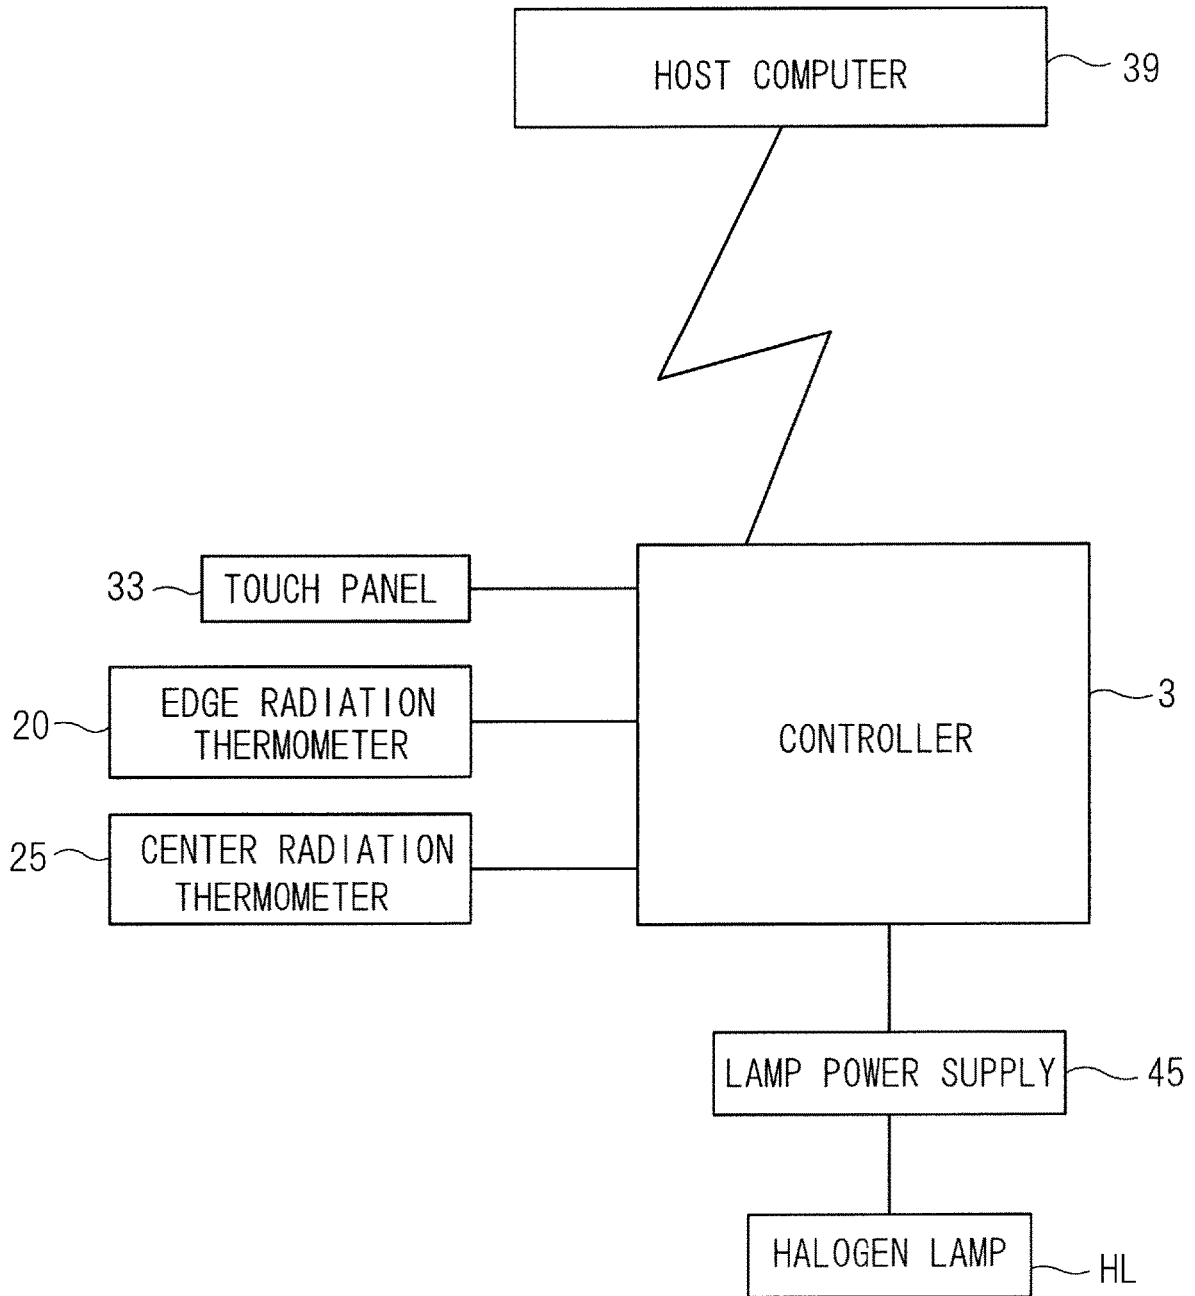 HOST COMPUTER
39
33
TOUCH PANEL
20
EDGE RADIATION
THERMOMETER
25
CENTER RADIATION
THERMOMETER
CONTROLLER
3
LAMP POWER SUPPLY
45
HALOGEN LAMP
HL